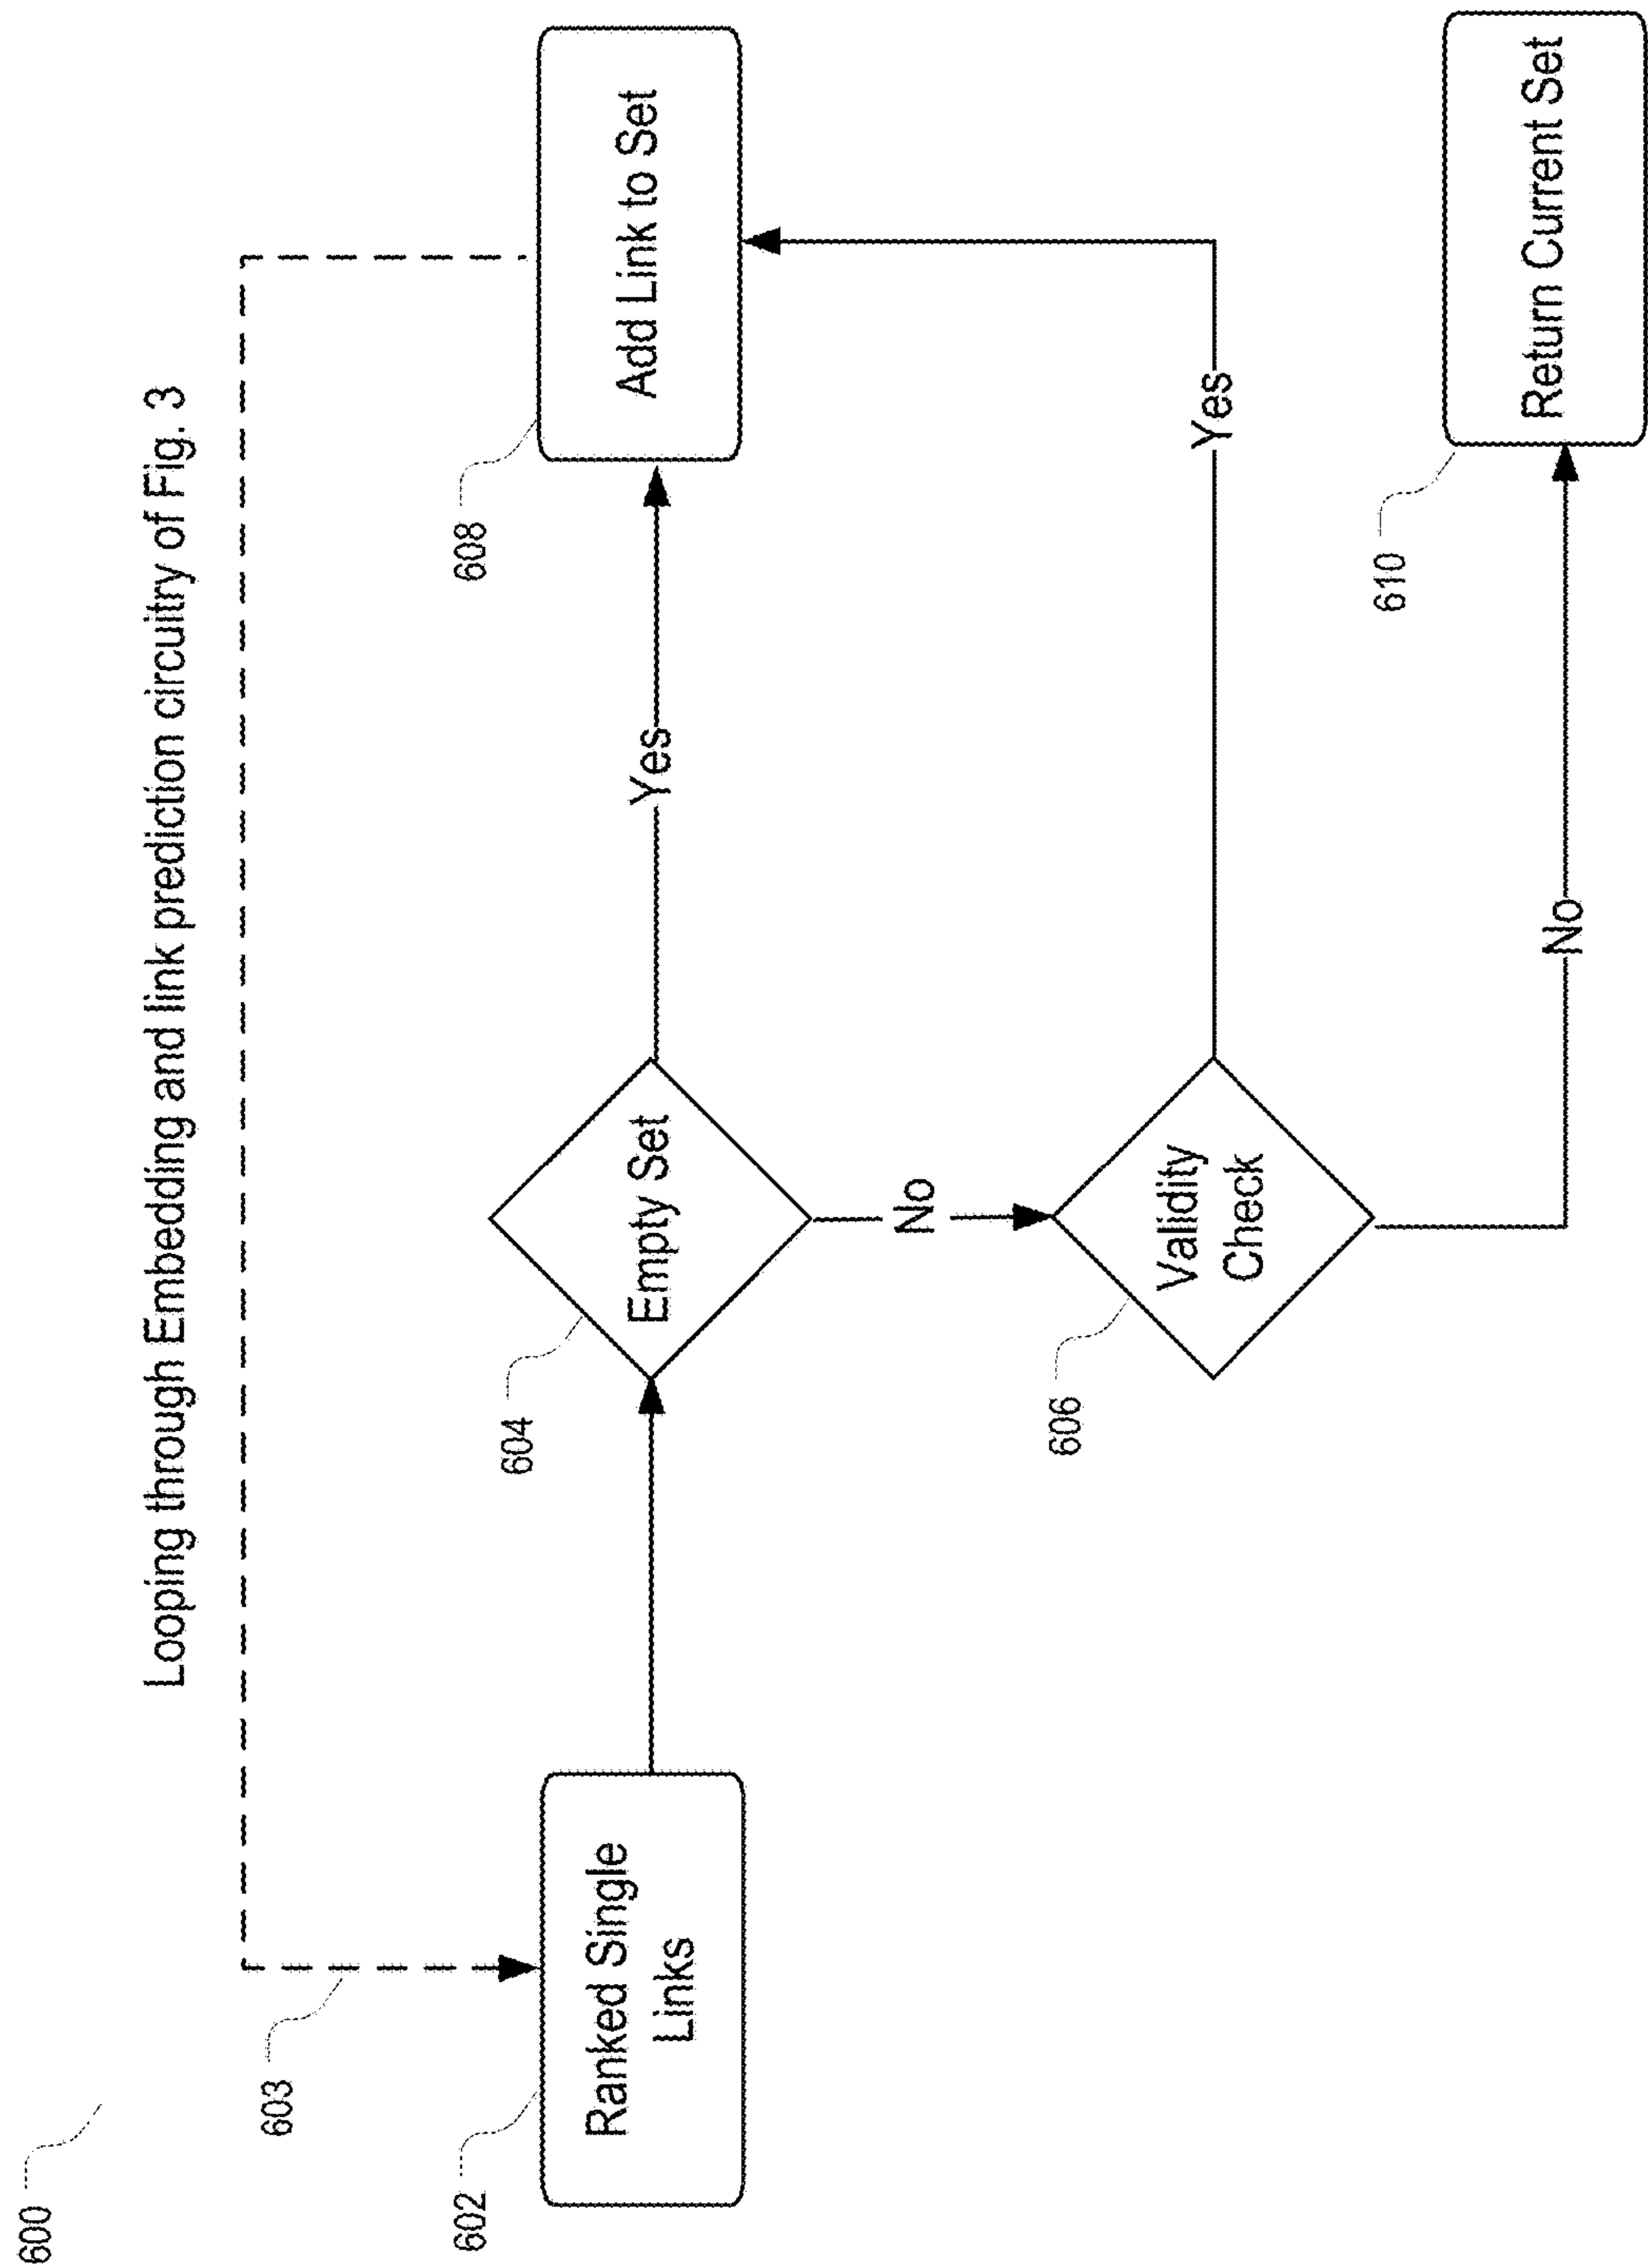 600
Looping through Embedding and link prediction circuitry of Fig. 3
603
602
Ranked Single
Links
604
Empty Set
Yes
608
Add Link to Set
No
606
Validity
Check
Yes
No
610
Return Current Set